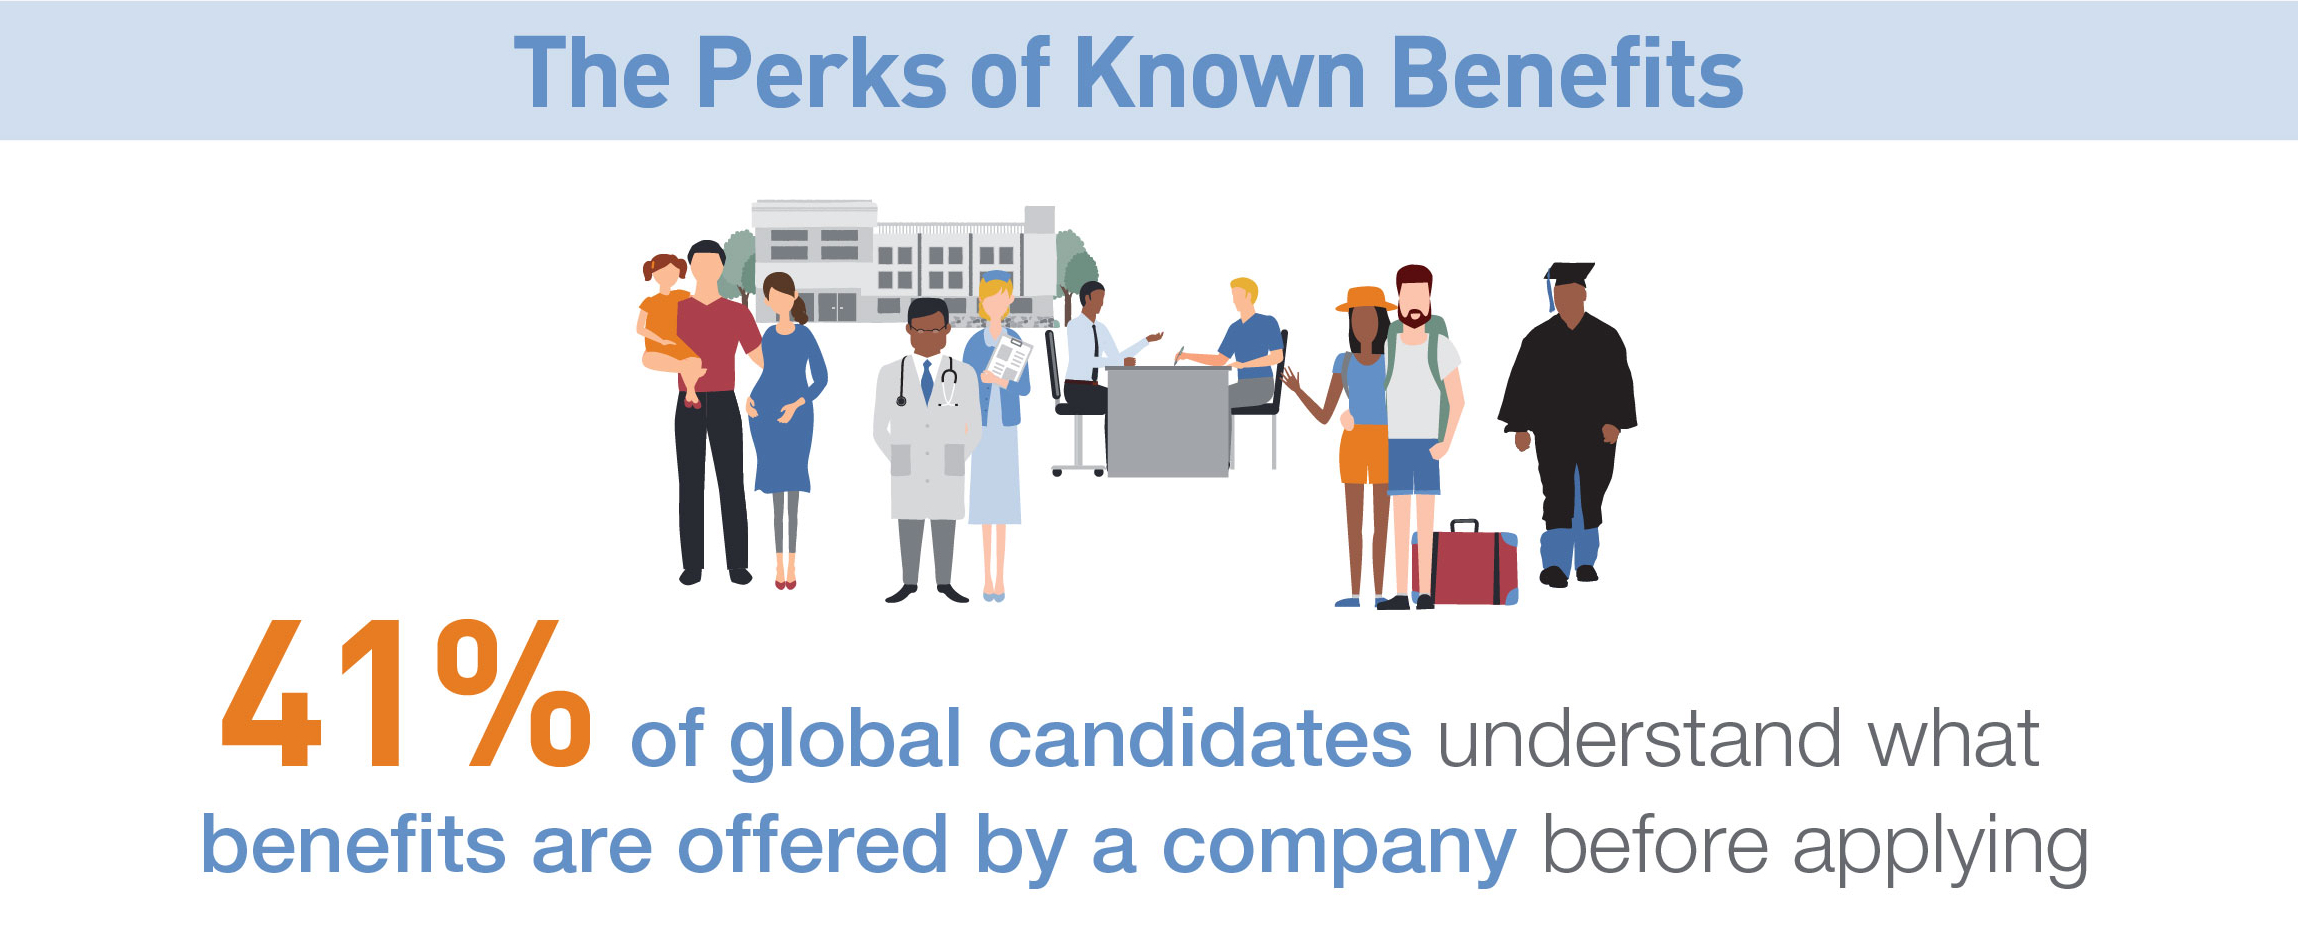 The Perks of Known Benefits
41% of global candidates understand what
benefits are offered by a company before applying